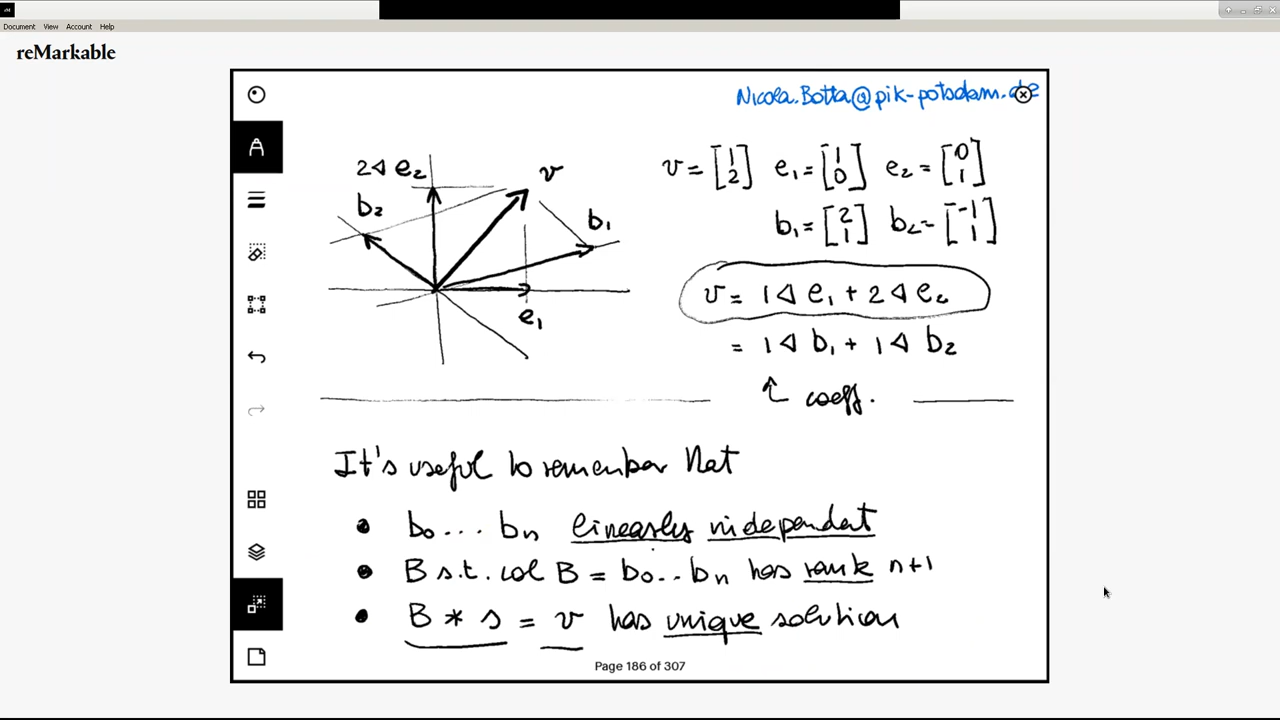 Document View Account Help
reMarkable
Nicola.Botta@pik-potsdam.de
2 ◁ e₂
v
b₂
b₁
e₁
v = [1 2] e₁ = [1 0] e₂ = [0 1]
b₁ = [2 1] b₂ = [-1 1]
v = 1 ◁ e₁ + 2 ◁ e₂
= 1 ◁ b₁ + 1 ◁ b₂
↑ coeff.
It's useful to remember that
• b₀ ... bₙ linearly independent
• B s.t. col B = b₀..bₙ has rank n+1
• B * s = v has unique solution
Page 186 of 307